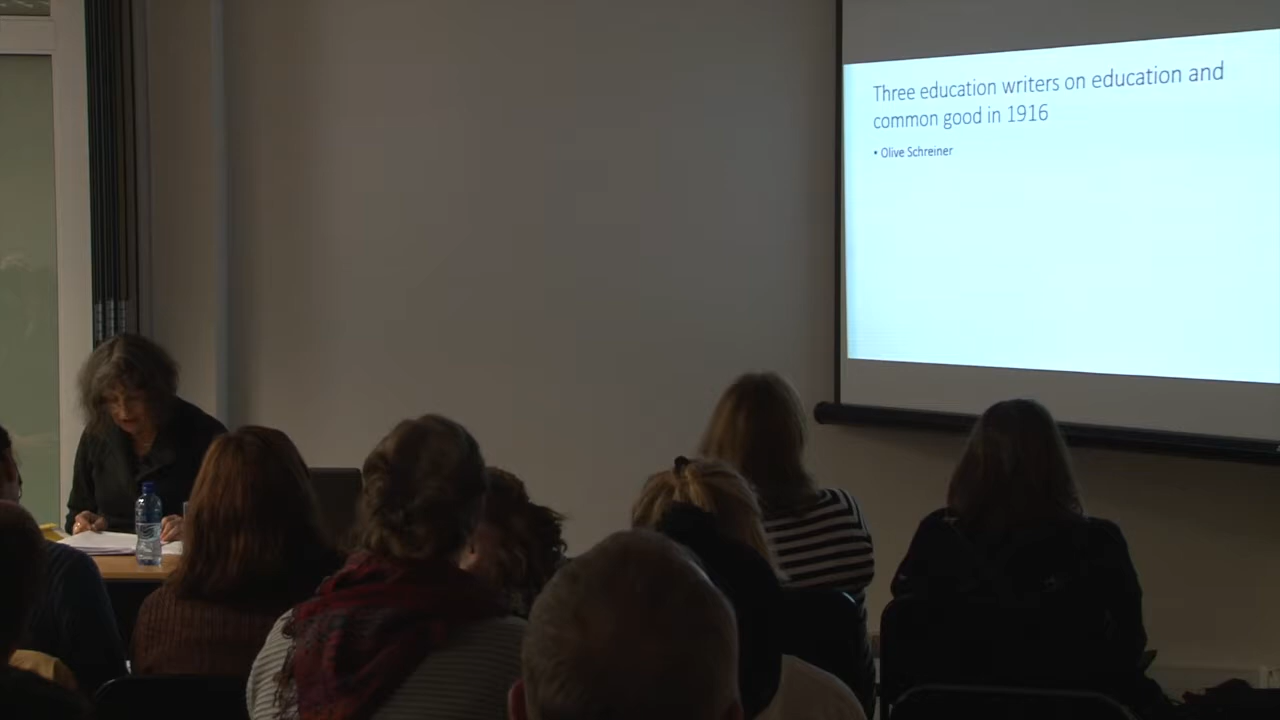 Three education writers on education and
common good in 1916
• Olive Schreiner